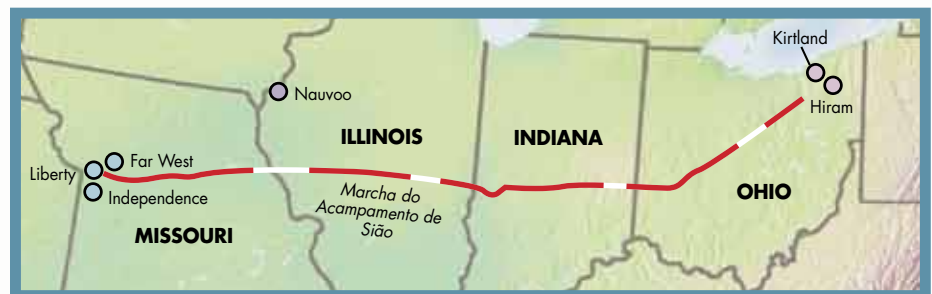 Kirtland
Hiram
Nauvoo
ILLINOIS
INDIANA
Liberty
Far West
Independence
Marcha do
Acampamento de
Sião
OHIO
MISSOURI